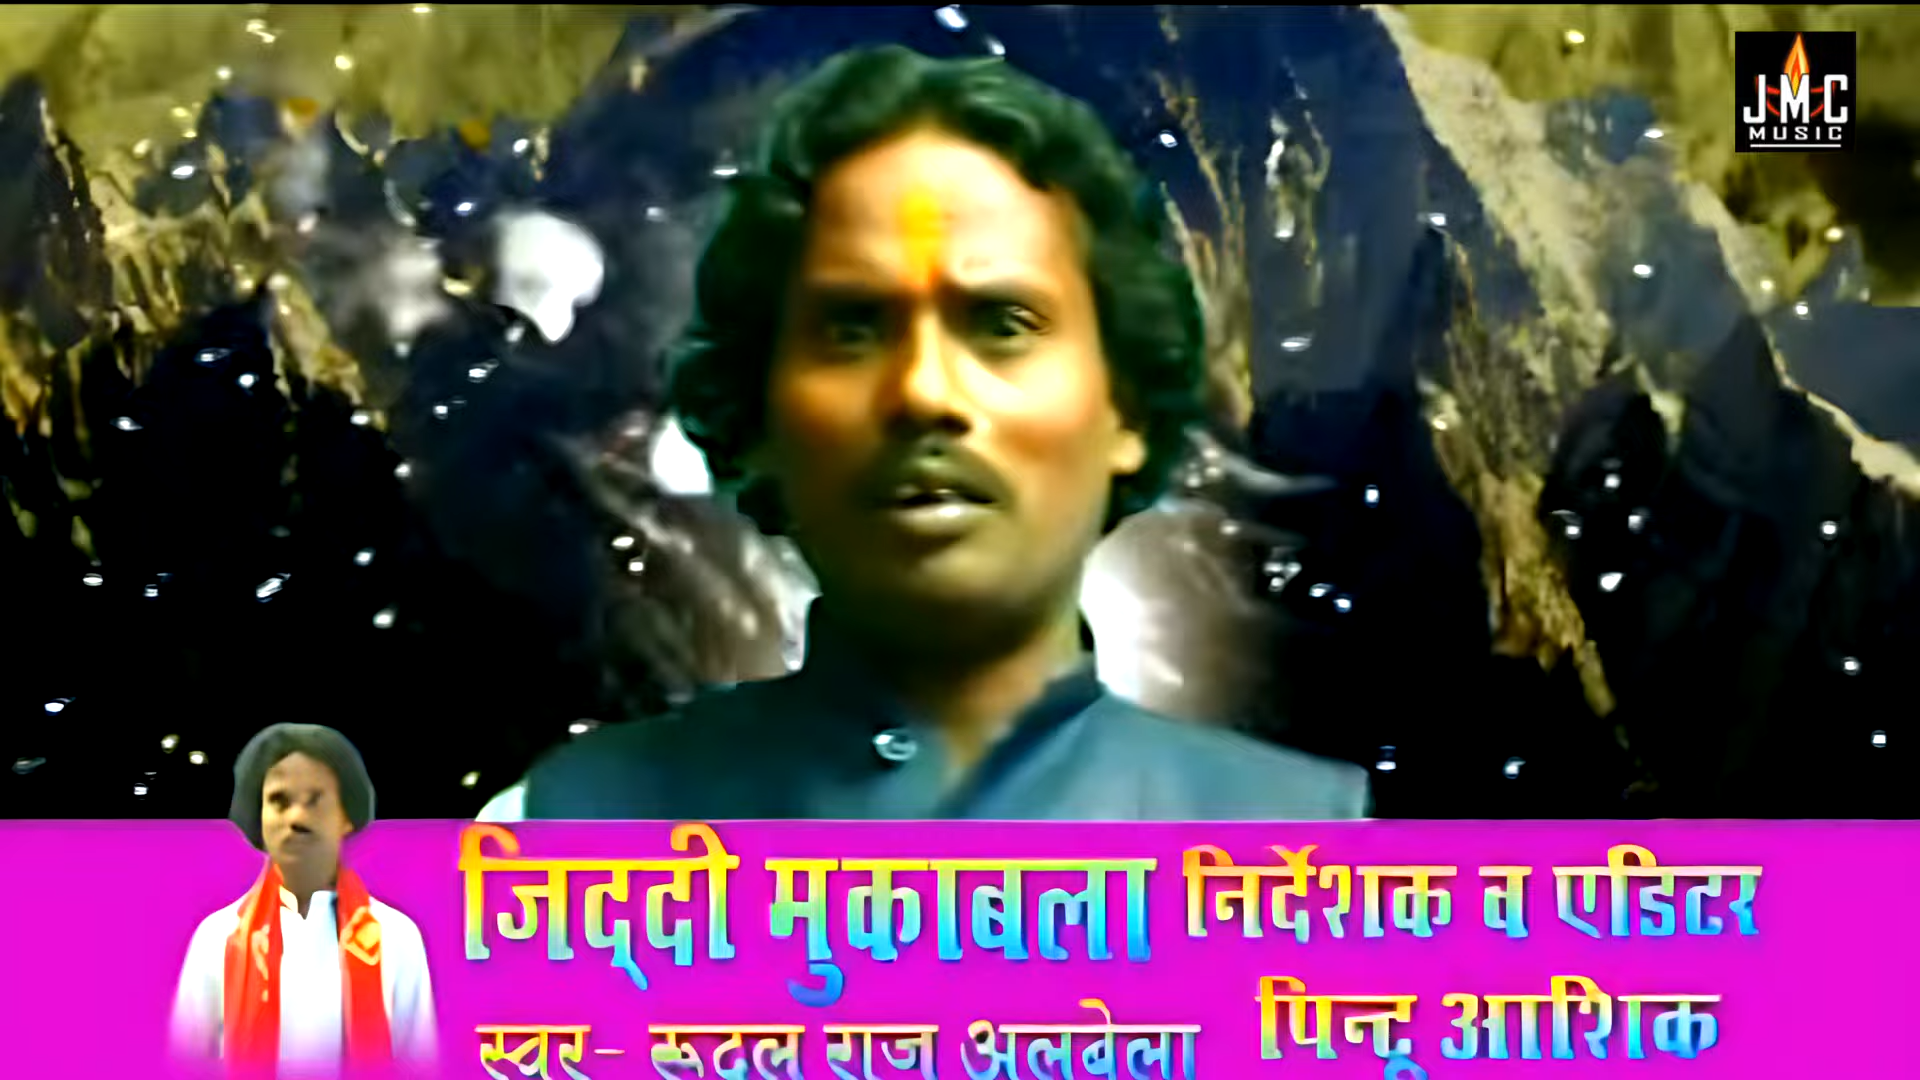 JMC
MUSIC
जिद्दी मुकाबला
स्वर- रूदल राज अलबेला
निर्देशक व एडिटर
पिन्टू आशिक